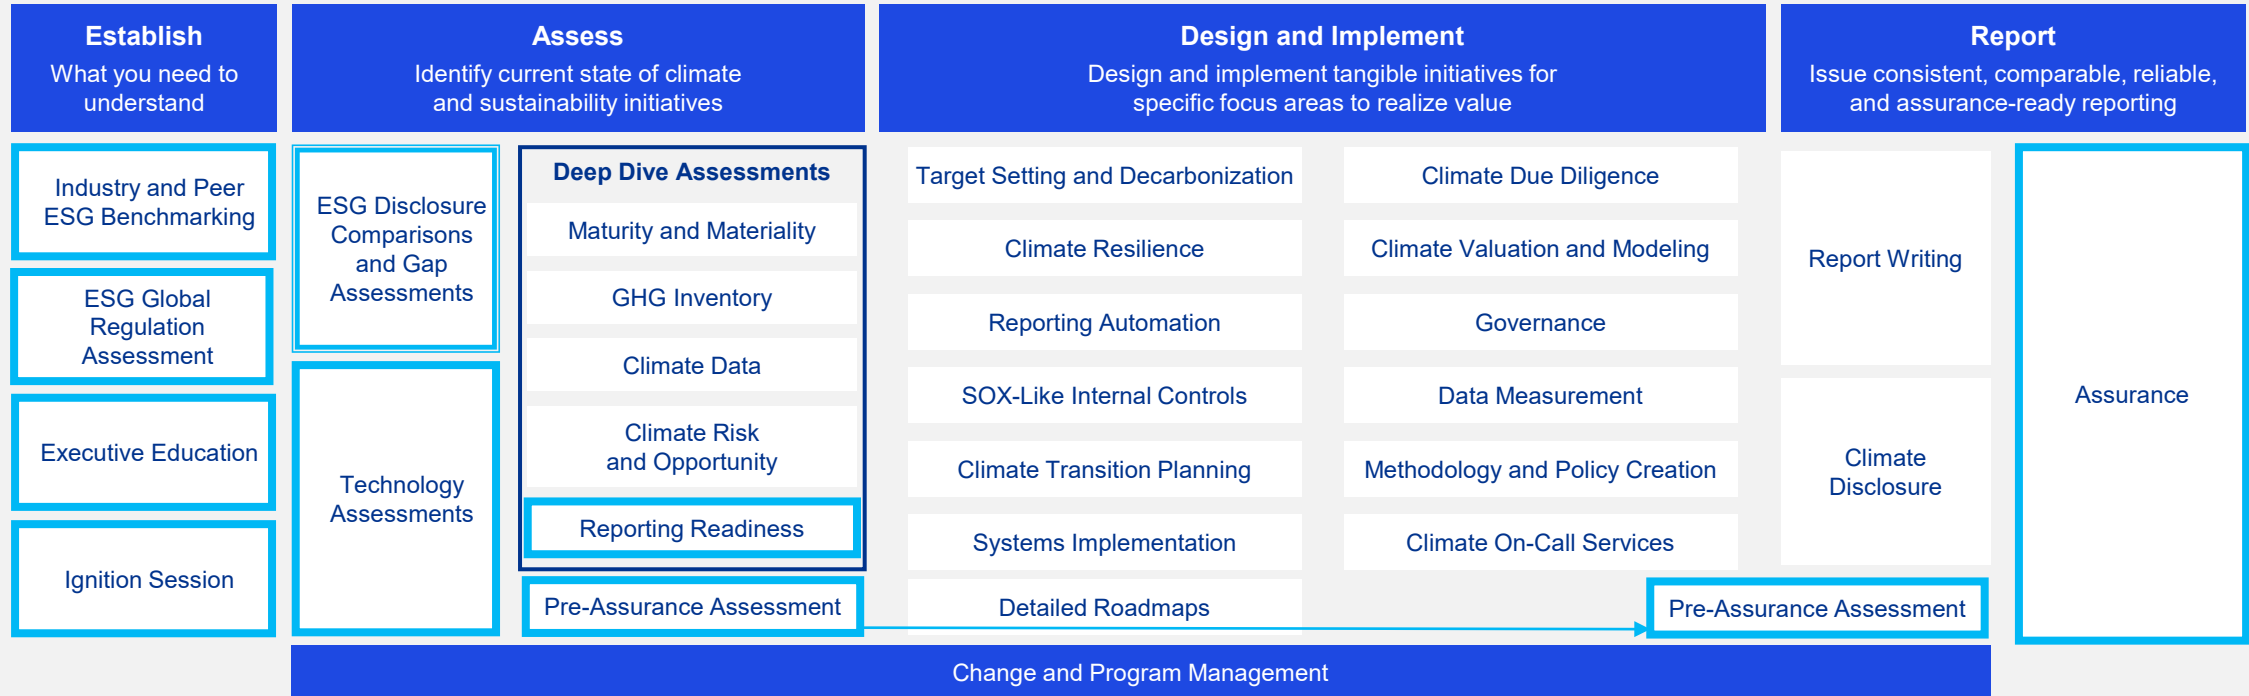 Establish
What you need to
understand
Assess
Identify current state of climate
and sustainability initiatives
Design and Implement
Design and implement tangible initiatives for
specific focus areas to realize value
Report
Issue consistent, comparable, reliable,
and assurance-ready reporting
Industry and Peer
ESG Benchmarking
ESG Global
Regulation
Assessment
Executive Education
Ignition Session
ESG Disclosure
Comparisons
and Gap
Assessments
Technology
Assessments
Deep Dive Assessments
Maturity and Materiality
GHG Inventory
Climate Data
Climate Risk
and Opportunity
Reporting Readiness
Pre-Assurance Assessment
Target Setting and Decarbonization
Climate Resilience
Reporting Automation
SOX-Like Internal Controls
Climate Transition Planning
Systems Implementation
Detailed Roadmaps
Climate Due Diligence
Climate Valuation and Modeling
Governance
Data Measurement
Methodology and Policy Creation
Climate On-Call Services
Pre-Assurance Assessment
Report Writing
Climate
Disclosure
Assurance
Change and Program Management